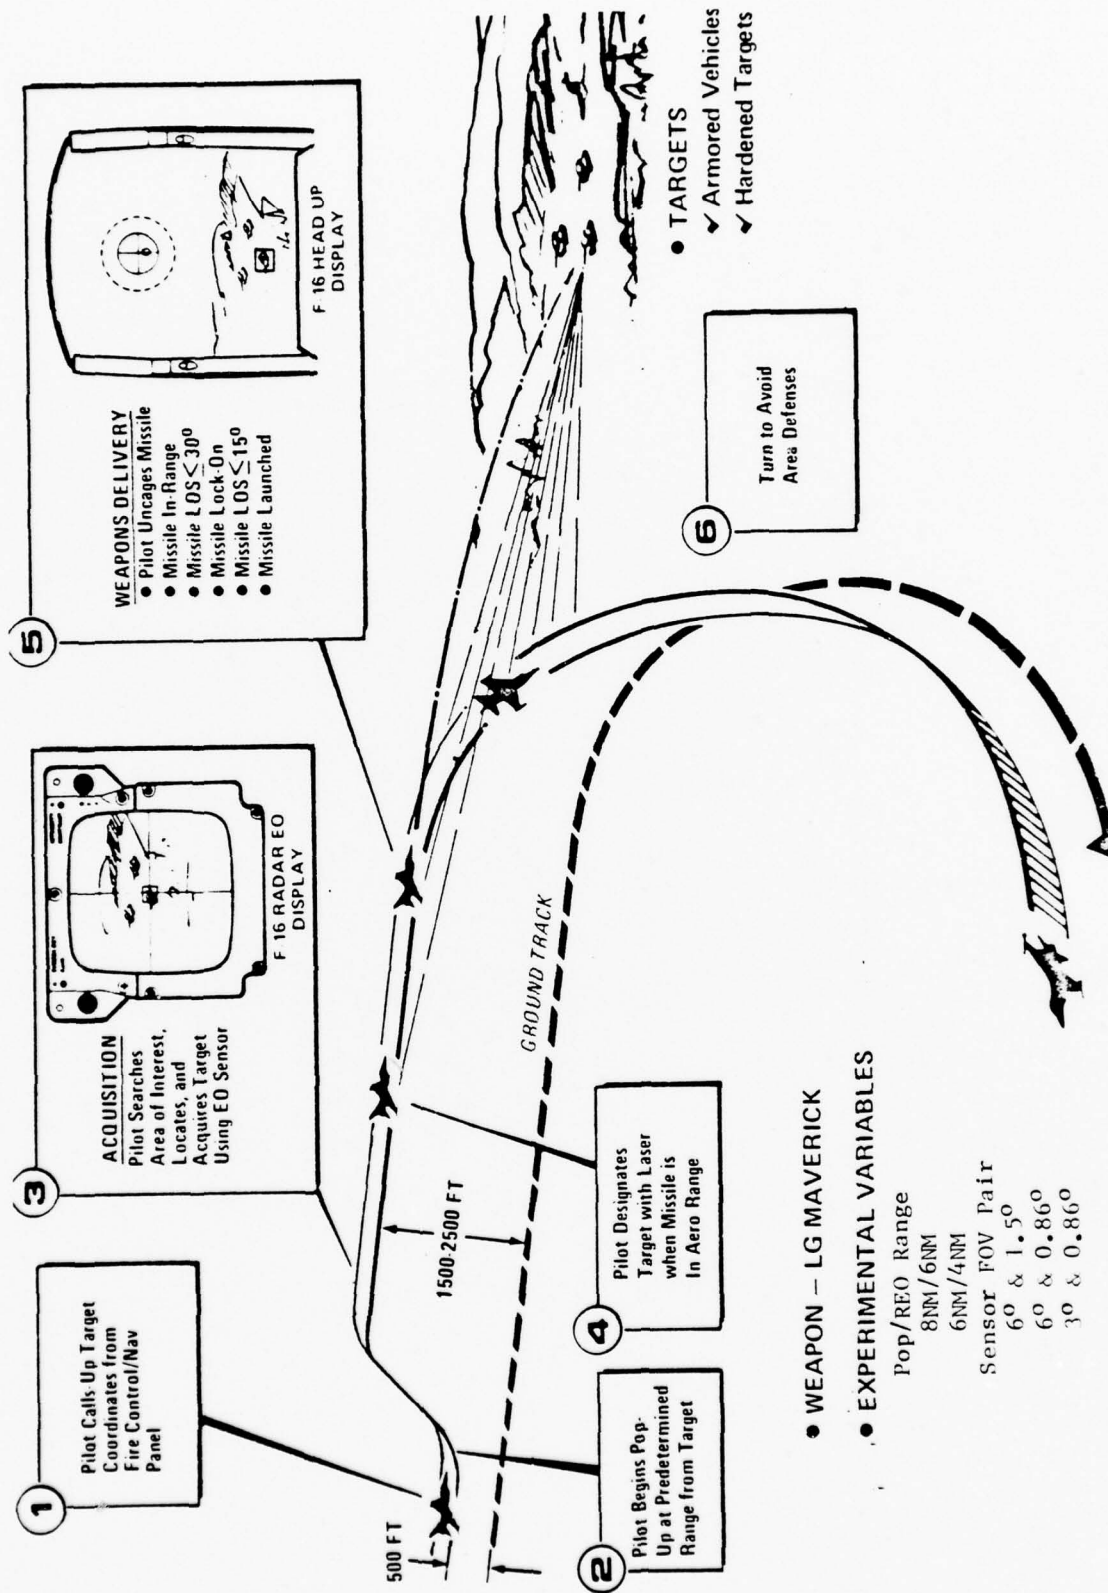 1
Pilot Calls-Up Target
Coordinates from
Fire Control/Nav
Panel
3
ACQUISITION
Pilot Searches
Area of Interest,
Locates, and
Acquires Target
Using EO Sensor
F-16 RADAR EO
DISPLAY
5
WEAPONS DELIVERY
● Pilot Uncages Missile
● Missile In-Range
● Missile LOS ≤ 30°
● Missile Lock-On
● Missile LOS ≤ 15°
● Missile Launched
F-16 HEAD UP
DISPLAY
500 FT
1500-2500 FT
GROUND TRACK
2
Pilot Begins Pop-
Up at Predetermined
Range from Target
4
Pilot Designates
Target with Laser
when Missile is
In Aero Range
6
Turn to Avoid
Area Defenses
● TARGETS
✓ Armored Vehicles
✓ Hardened Targets
● WEAPON – LG MAVERICK
● EXPERIMENTAL VARIABLES
Pop/REO Range
8NM/6NM
6NM/4NM
Sensor FOV Pair
6° & 1.5°
6° & 0.86°
3° & 0.86°